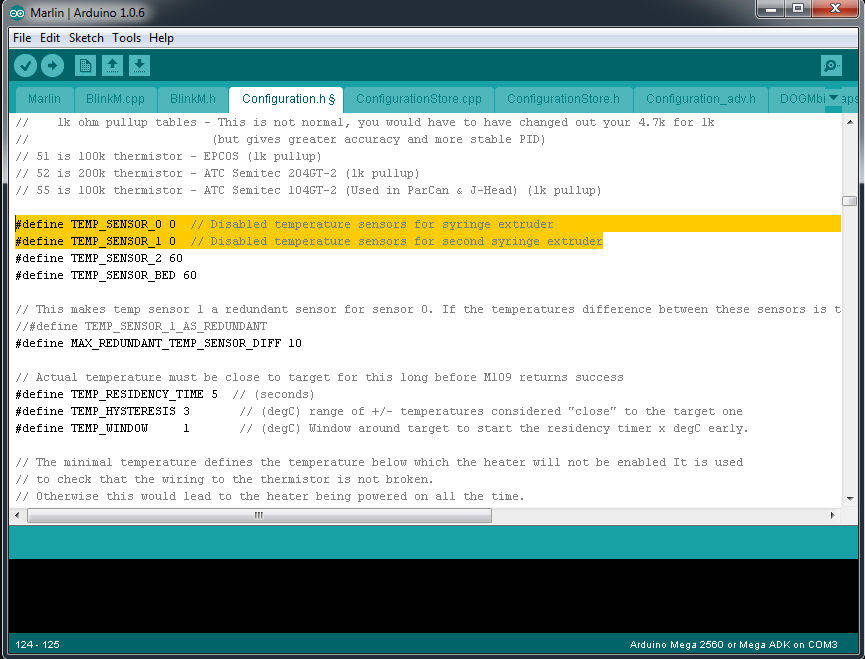 Marlin | Arduino 1.0.6
File Edit Sketch Tools Help
Marlin BlinkM.cpp BlinkM.h Configuration.h § ConfigurationStore.cpp ConfigurationStore.h Configuration_adv.h DOGMbi aps
//    1k ohm pullup tables - This is not normal, you would have to have changed out your 4.7k for 1k
//                          (but gives greater accuracy and more stable PID)
// 51 is 100k thermistor - EPCOS (1k pullup)
// 52 is 200k thermistor - ATC Semitec 204GT-2 (1k pullup)
// 55 is 100k thermistor - ATC Semitec 104GT-2 (Used in ParCan & J-Head) (1k pullup)
#define TEMP_SENSOR_0 0  // Disabled temperature sensors for syringe extruder
#define TEMP_SENSOR_1 0  // Disabled temperature sensors for second syringe extruder
#define TEMP_SENSOR_2 60
#define TEMP_SENSOR_BED 60
// This makes temp sensor 1 a redundant sensor for sensor 0. If the temperatures difference between these sensors is t
//#define TEMP_SENSOR_1_AS_REDUNDANT
#define MAX_REDUNDANT_TEMP_SENSOR_DIFF 10
// Actual temperature must be close to target for this long before M109 returns success
#define TEMP_RESIDENCY_TIME 5  // (seconds)
#define TEMP_HYSTERESIS 3       // (degC) range of +/- temperatures considered "close" to the target one
#define TEMP_WINDOW     1       // (degC) Window around target to start the residency timer x degC early.
// The minimal temperature defines the temperature below which the heater will not be enabled It is used
// to check that the wiring to the thermistor is not broken.
// Otherwise this would lead to the heater being powered on all the time.
124 - 125
Arduino Mega 2560 or Mega ADK on COM3